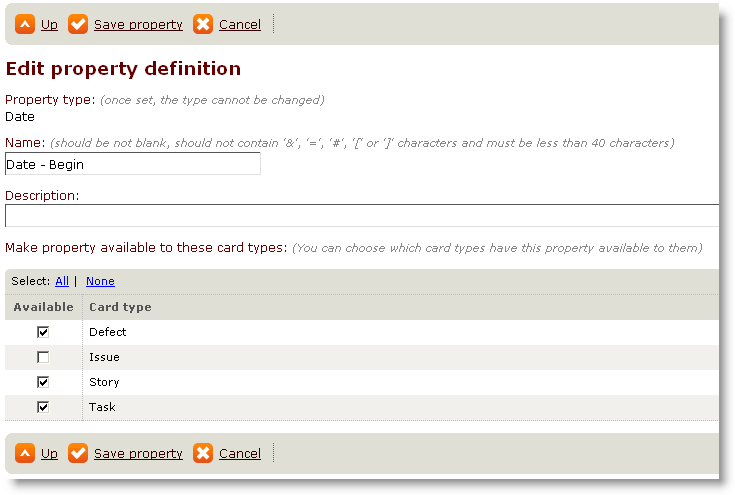 Up Save property Cancel
Edit property definition
Property type: (once set, the type cannot be changed)
Date
Name: (should be not blank, should not contain '&', '=', '#', '[' or ']' characters and must be less than 40 characters)
Date - Begin
Description:
Make property available to these card types: (You can choose which card types have this property available to them)
Select: All | None
Available Card type
Defect
Issue
Story
Task
Up Save property Cancel